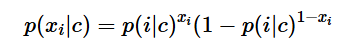 p(x_i|c) = p(i|c)^{x_i}(1 - p(i|c)^{1-x_i}